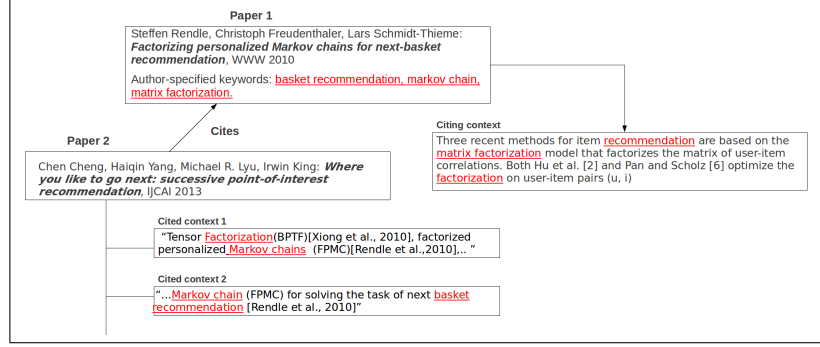 Paper 1
Steffen Rendle, Christoph Freudenthaler, Lars Schmidt-Thieme:
Factorizing personalized Markov chains for next-basket
recommendation, WWW 2010
Author-specified keywords: basket recommendation, markov chain,
matrix factorization.
Cites
Paper 2
Chen Cheng, Haiqin Yang, Michael R. Lyu, Irwin King: Where
you like to go next: successive point-of-interest
recommendation, IJCAI 2013
Citing context
Three recent methods for item recommendation are based on the
matrix factorization model that factorizes the matrix of user-item
correlations. Both Hu et al. [2] and Pan and Scholz [6] optimize the
factorization on user-item pairs (u, i)
Cited context 1
“Tensor Factorization(BPTF)[Xiong et al., 2010], factorized
personalized Markov chains (FPMC)[Rendle et al.,2010],.. ”
Cited context 2
“...Markov chain (FPMC) for solving the task of next basket
recommendation [Rendle et al., 2010]”